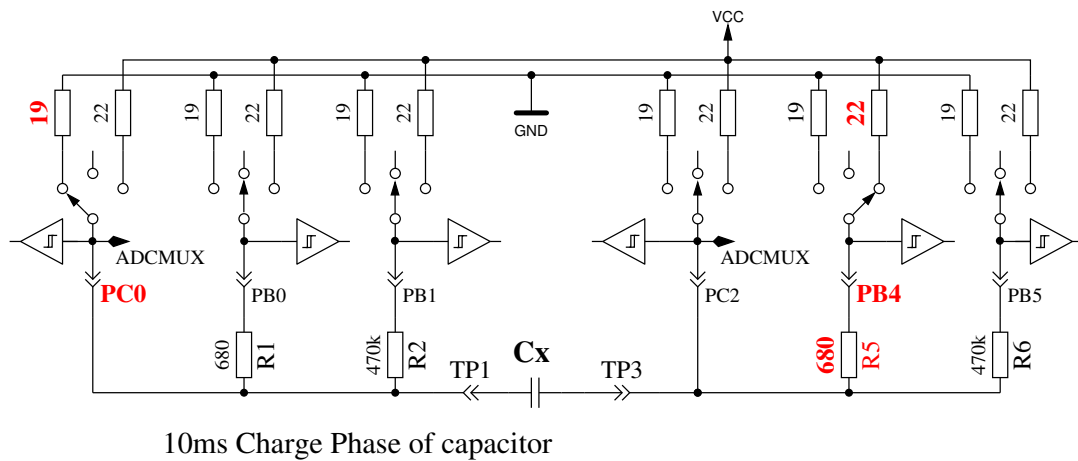 VCC
19 22 19 22 19 22 GND 19 22 19 22 19 22
ADCMUX ADCMUX
PC0 PB0 PB1 PC2 PB4 PB5
680 R1 470k R2 680 R5 470k R6
TP1 Cx TP3
10ms Charge Phase of capacitor